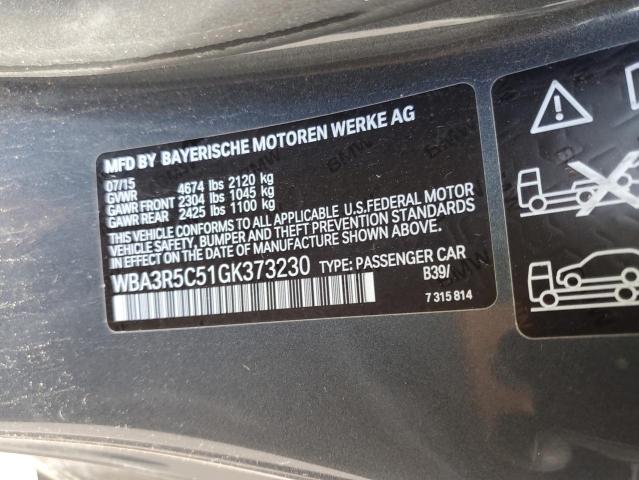 MFD BY BAYERISCHE MOTOREN WERKE AG
07/15
GVWR 4674 lbs 2120 kg
GAWR FRONT 2304 lbs 1045 kg
GAWR REAR 2425 lbs 1100 kg
THIS VEHICLE CONFORMS TO ALL APPLICABLE U.S.FEDERAL MOTOR
VEHICLE SAFETY, BUMPER, AND THEFT PREVENTION STANDARDS
IN EFFECT ON THE DATE OF MANUFACTURE SHOWN ABOVE.
WBA3R5C51GK373230 TYPE: PASSENGER CAR
B39/
7 315 814